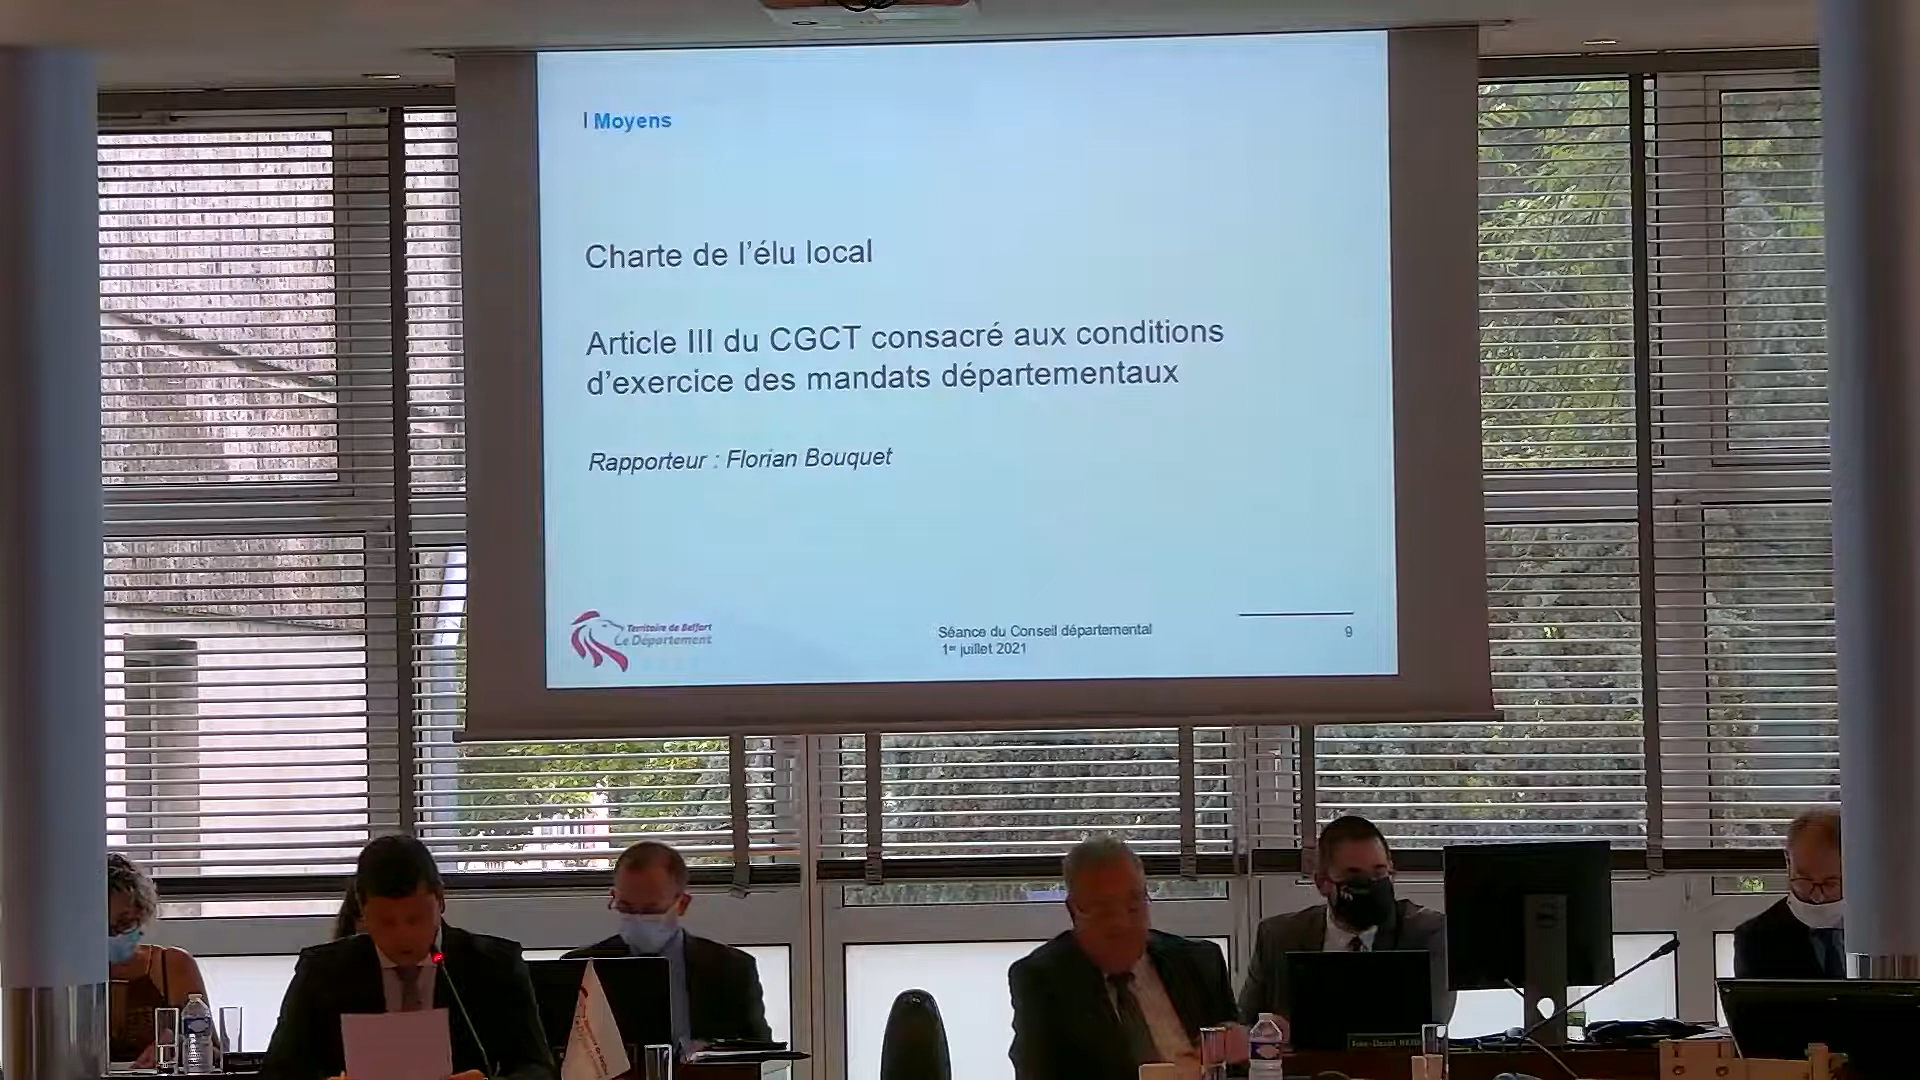 | Moyens
Charte de l’élu local
Article III du CGCT consacré aux conditions
d’exercice des mandats départementaux
Rapporteur : Florian Bouquet
Territoire de Belfort
Le Département
Séance du Conseil départemental
1er juillet 2021
9